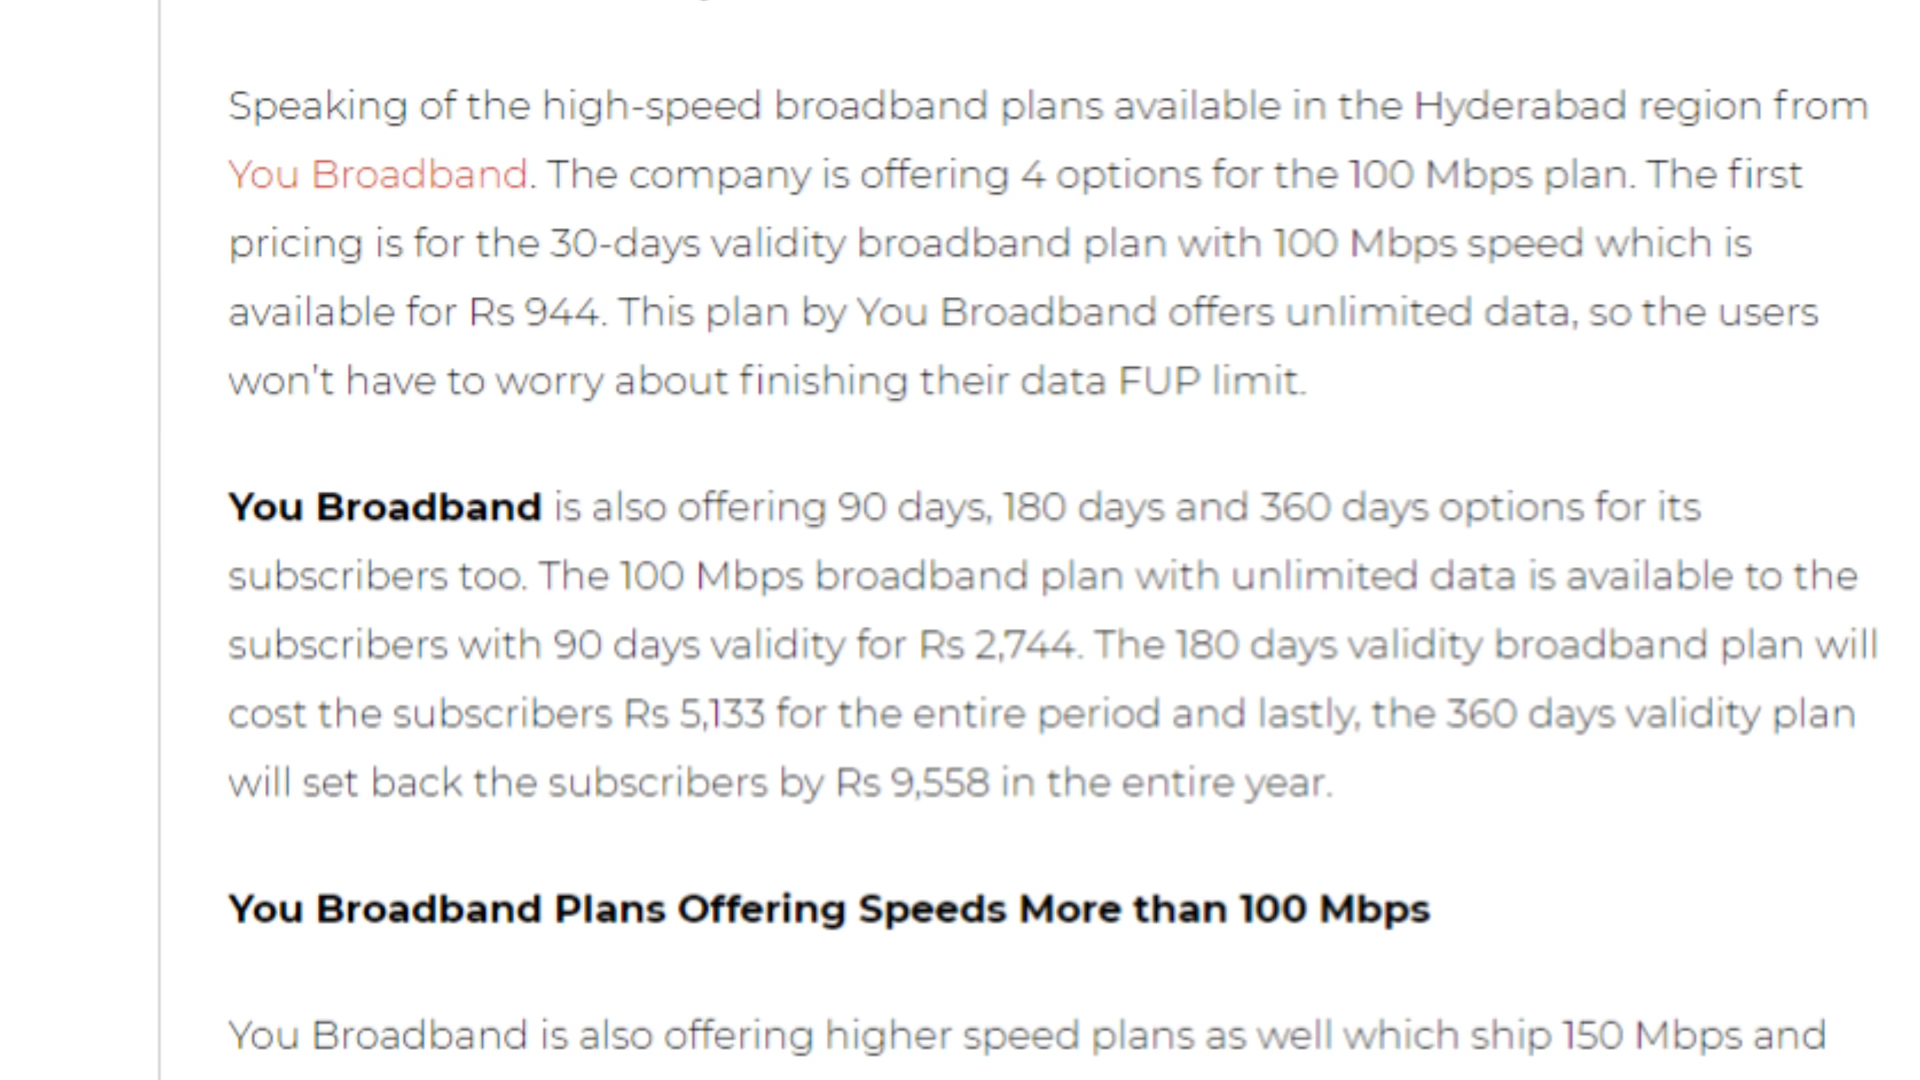 Speaking of the high-speed broadband plans available in the Hyderabad region from
You Broadband. The company is offering 4 options for the 100 Mbps plan. The first
pricing is for the 30-days validity broadband plan with 100 Mbps speed which is
available for Rs 944. This plan by You Broadband offers unlimited data, so the users
won't have to worry about finishing their data FUP limit.
You Broadband is also offering 90 days, 180 days and 360 days options for its
subscribers too. The 100 Mbps broadband plan with unlimited data is available to the
subscribers with 90 days validity for Rs 2,744. The 180 days validity broadband plan will
cost the subscribers Rs 5,133 for the entire period and lastly, the 360 days validity plan
will set back the subscribers by Rs 9,558 in the entire year.
You Broadband Plans Offering Speeds More than 100 Mbps
You Broadband is also offering higher speed plans as well which ship 150 Mbps and